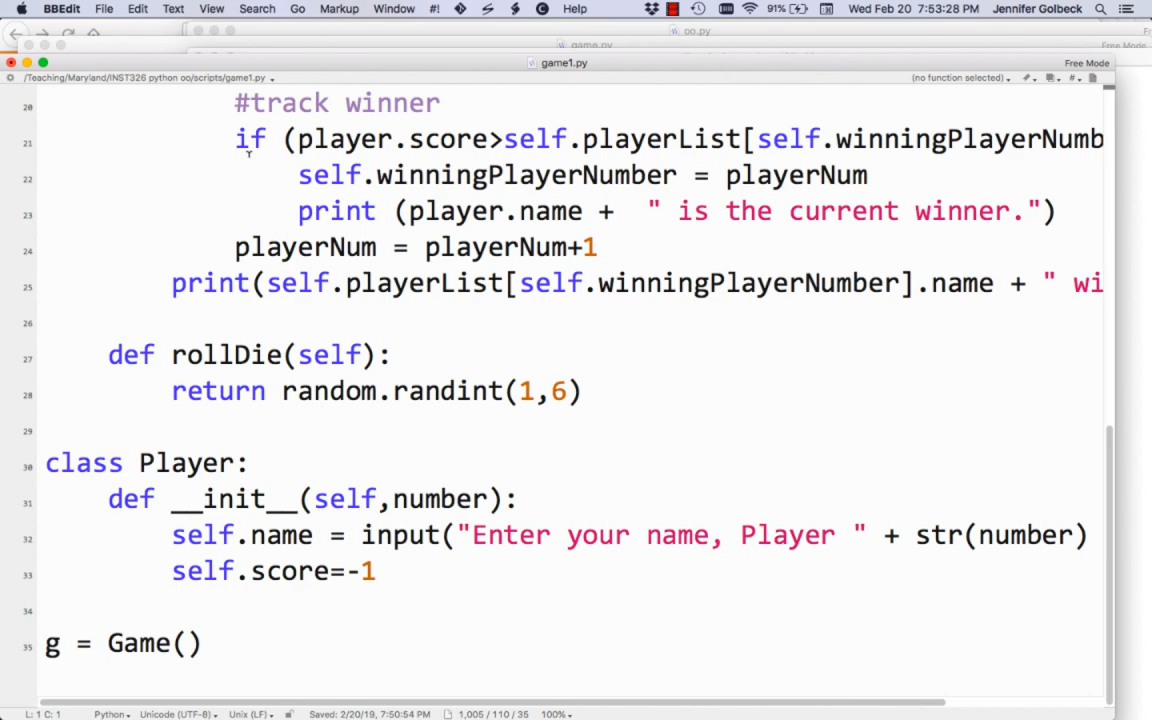 BBEdit File Edit Text View Search Go Markup Window #! Help 91% Wed Feb 20 7:53:28 PM Jennifer Golbeck
oo.py
game.py
Free Mode
game1.py Free Mode
/Teaching/Maryland/INST326 python oo/scripts/game1.py (no function selected) #
20 #track winner
21 if (player.score>self.playerList[self.winningPlayerNumb
22 self.winningPlayerNumber = playerNum
23 print (player.name + " is the current winner.")
24 playerNum = playerNum+1
25 print(self.playerList[self.winningPlayerNumber].name + " wi
26
27 def rollDie(self):
28 return random.randint(1,6)
29
30 class Player:
31 def __init__(self,number):
32 self.name = input("Enter your name, Player " + str(number)
33 self.score=-1
34
35 g = Game()
L: 1 C: 1 Python Unicode (UTF-8) Unix (LF) Saved: 2/20/19, 7:50:54 PM 1,005 / 110 / 35 100%